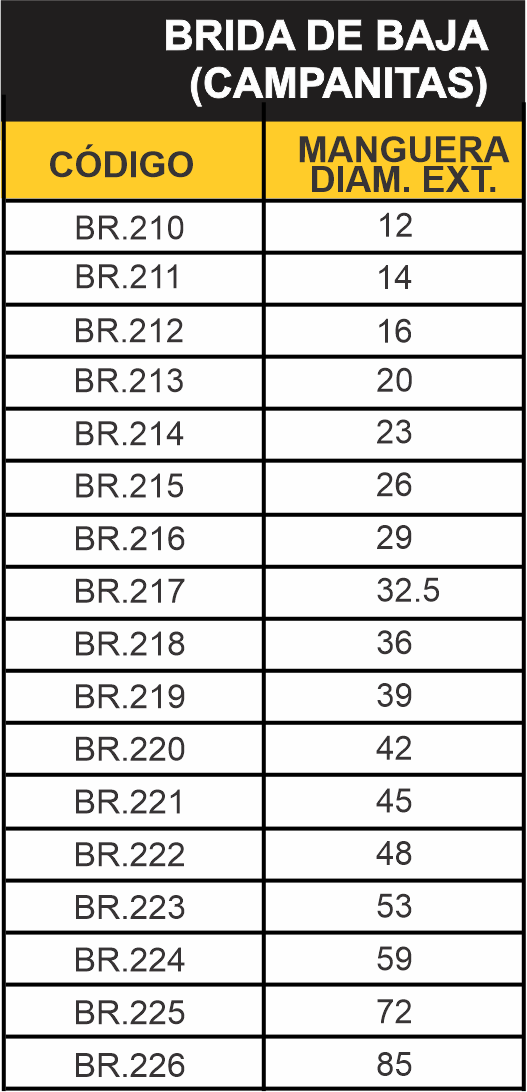 BRIDA DE BAJA
(CAMPANITAS)
CÓDIGO MANGUERA
DIAM. EXT.
BR.210 12
BR.211 14
BR.212 16
BR.213 20
BR.214 23
BR.215 26
BR.216 29
BR.217 32.5
BR.218 36
BR.219 39
BR.220 42
BR.221 45
BR.222 48
BR.223 53
BR.224 59
BR.225 72
BR.226 85